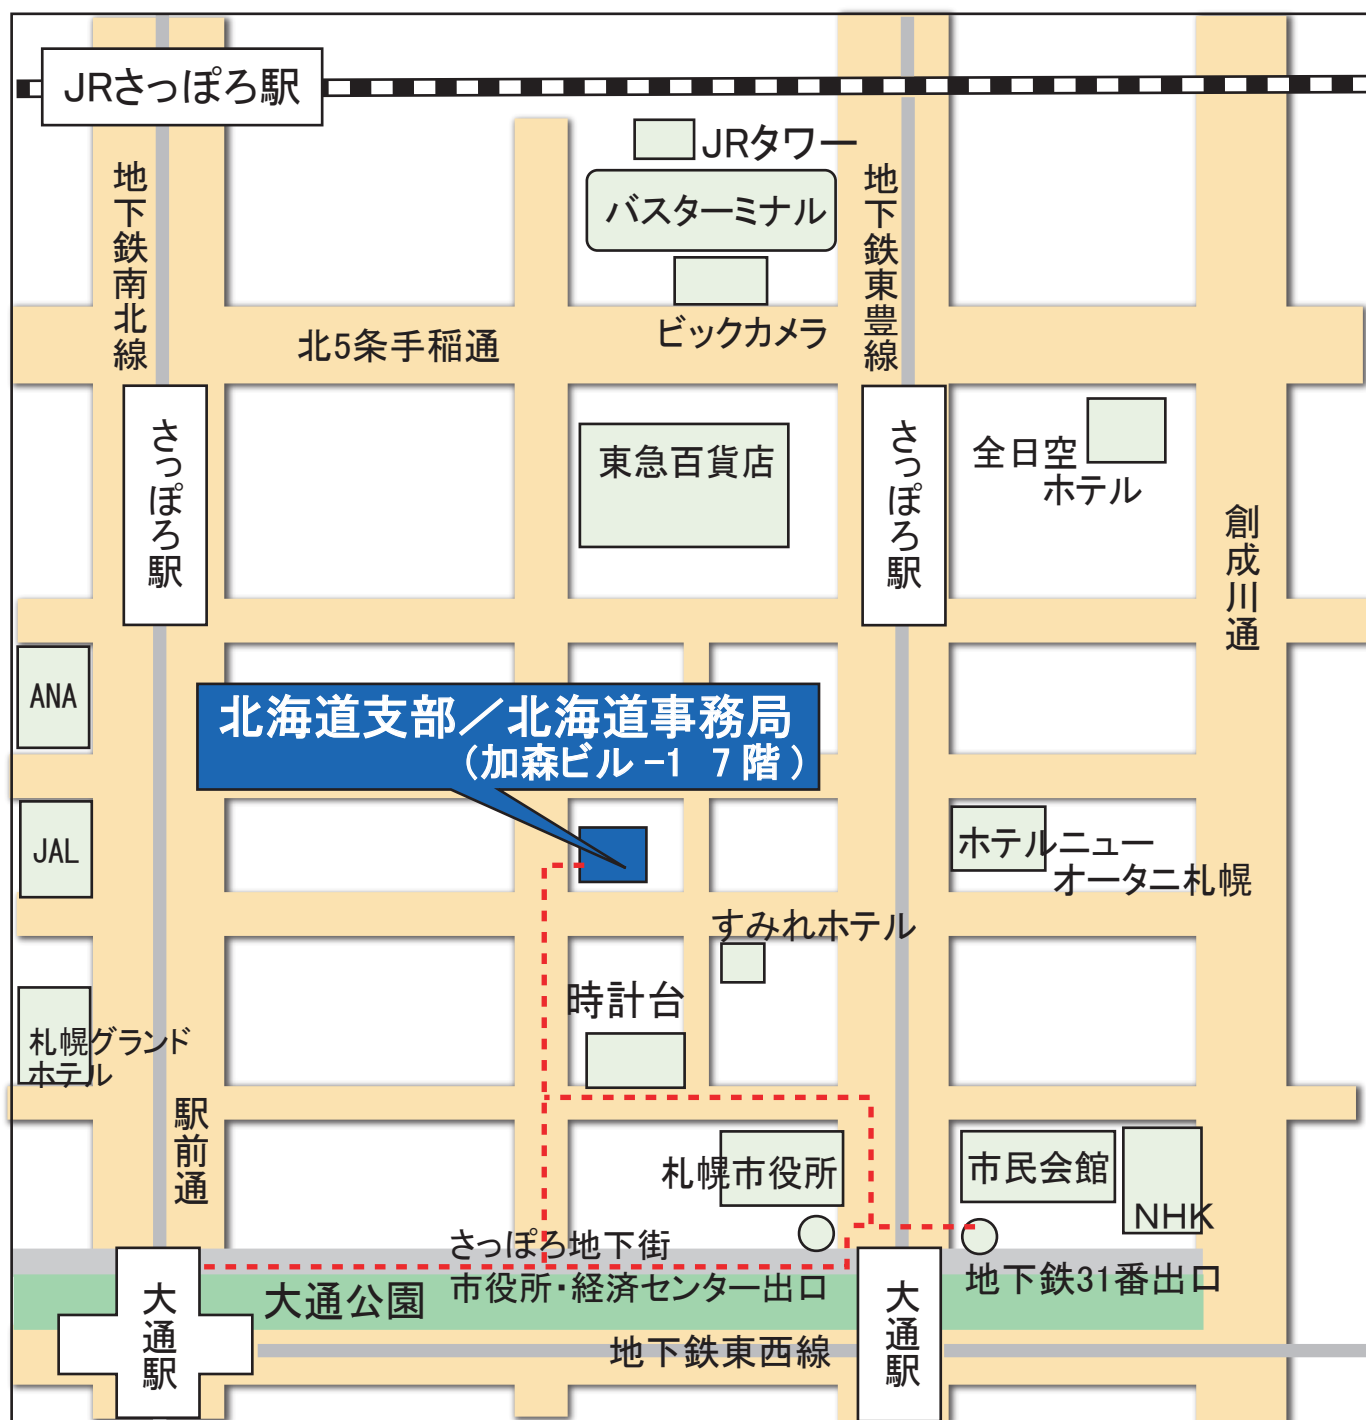 JRさっぽろ駅
JRタワー
地下鉄南北線
バスターミナル
地下鉄東豊線
ビックカメラ
北5条手稲通
さっぽろ駅
東急百貨店
さっぽろ駅
全日空
ホテル
創成川通
ANA
北海道支部／北海道事務局
（加森ビル－1 7階）
JAL
ホテルニュー
オータニ札幌
すみれホテル
時計台
札幌グランド
ホテル
駅前通
札幌市役所
市民会館
NHK
さっぽろ地下街
市役所・経済センター出口
地下鉄31番出口
大通公園
大通駅
大通駅
地下鉄東西線